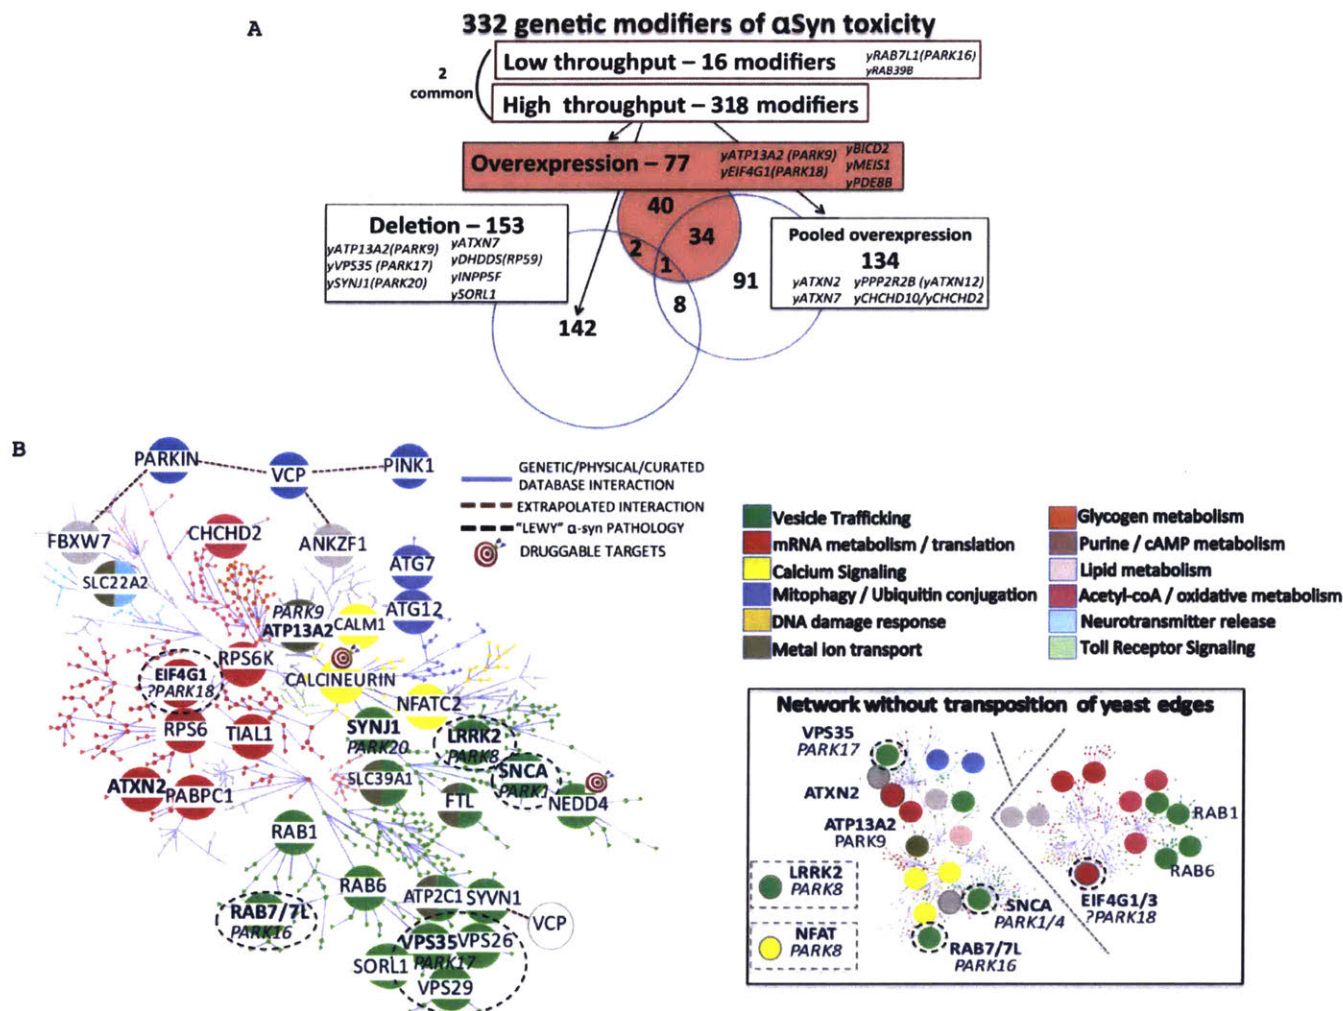 A
332 genetic modifiers of αSyn toxicity
2
common
Low throughput – 16 modifiers
yRAB7L1(PARK16)
yRAB39B
High throughput – 318 modifiers
Overexpression – 77
yATP13A2 (PARK9)
yEIF4G1(PARK18)
yBICD2
yMEIS1
yPDE8B
40
Deletion – 153
yATP13A2(PARK9)
yVPS35 (PARK17)
ySYNJ1(PARK20)
yATXN7
yDHDDS(RP59)
yINPP5F
ySORL1
34
2
1
Pooled overexpression
134
yATXN2 yPPP2R2B (yATXN12)
yATXN7 yCHCHD10/yCHCHD2
91
8
142
B
PARKIN
VCP
PINK1
FBXW7
CHCHD2
ANKZF1
SLC22A2
ATG7
PARK9
ATP13A2
CALM1
ATG12
EIF4G1
?PARK18
RPS6K
CALCINEURIN
NFATC2
RPS6
TIAL1
SYNJ1
PARK20
LRRK2
PARK8
ATXN2
PABPC1
SLC39A1
FTL
SNCA
PARK1
NEDD4
RAB1
RAB6
ATP2C1
SYVN1
VCP
RAB7/7L
PARK16
VPS35
PARK17
VPS26
SORL1
VPS29
GENETIC/PHYSICAL/CURATED
DATABASE INTERACTION
EXTRAPOLATED INTERACTION
"LEWY" α-syn PATHOLOGY
DRUGGABLE TARGETS
Vesicle Trafficking
mRNA metabolism / translation
Calcium Signaling
Mitophagy / Ubiquitin conjugation
DNA damage response
Metal ion transport
Glycogen metabolism
Purine / cAMP metabolism
Lipid metabolism
Acetyl-coA / oxidative metabolism
Neurotransmitter release
Toll Receptor Signaling
Network without transposition of yeast edges
VPS35
PARK17
ATXN2
ATP13A2
PARK9
LRRK2
PARK8
NFAT
PARK8
SNCA
PARK1/4
RAB7/7L
PARK16
EIF4G1/3
?PARK18
RAB1
RAB6